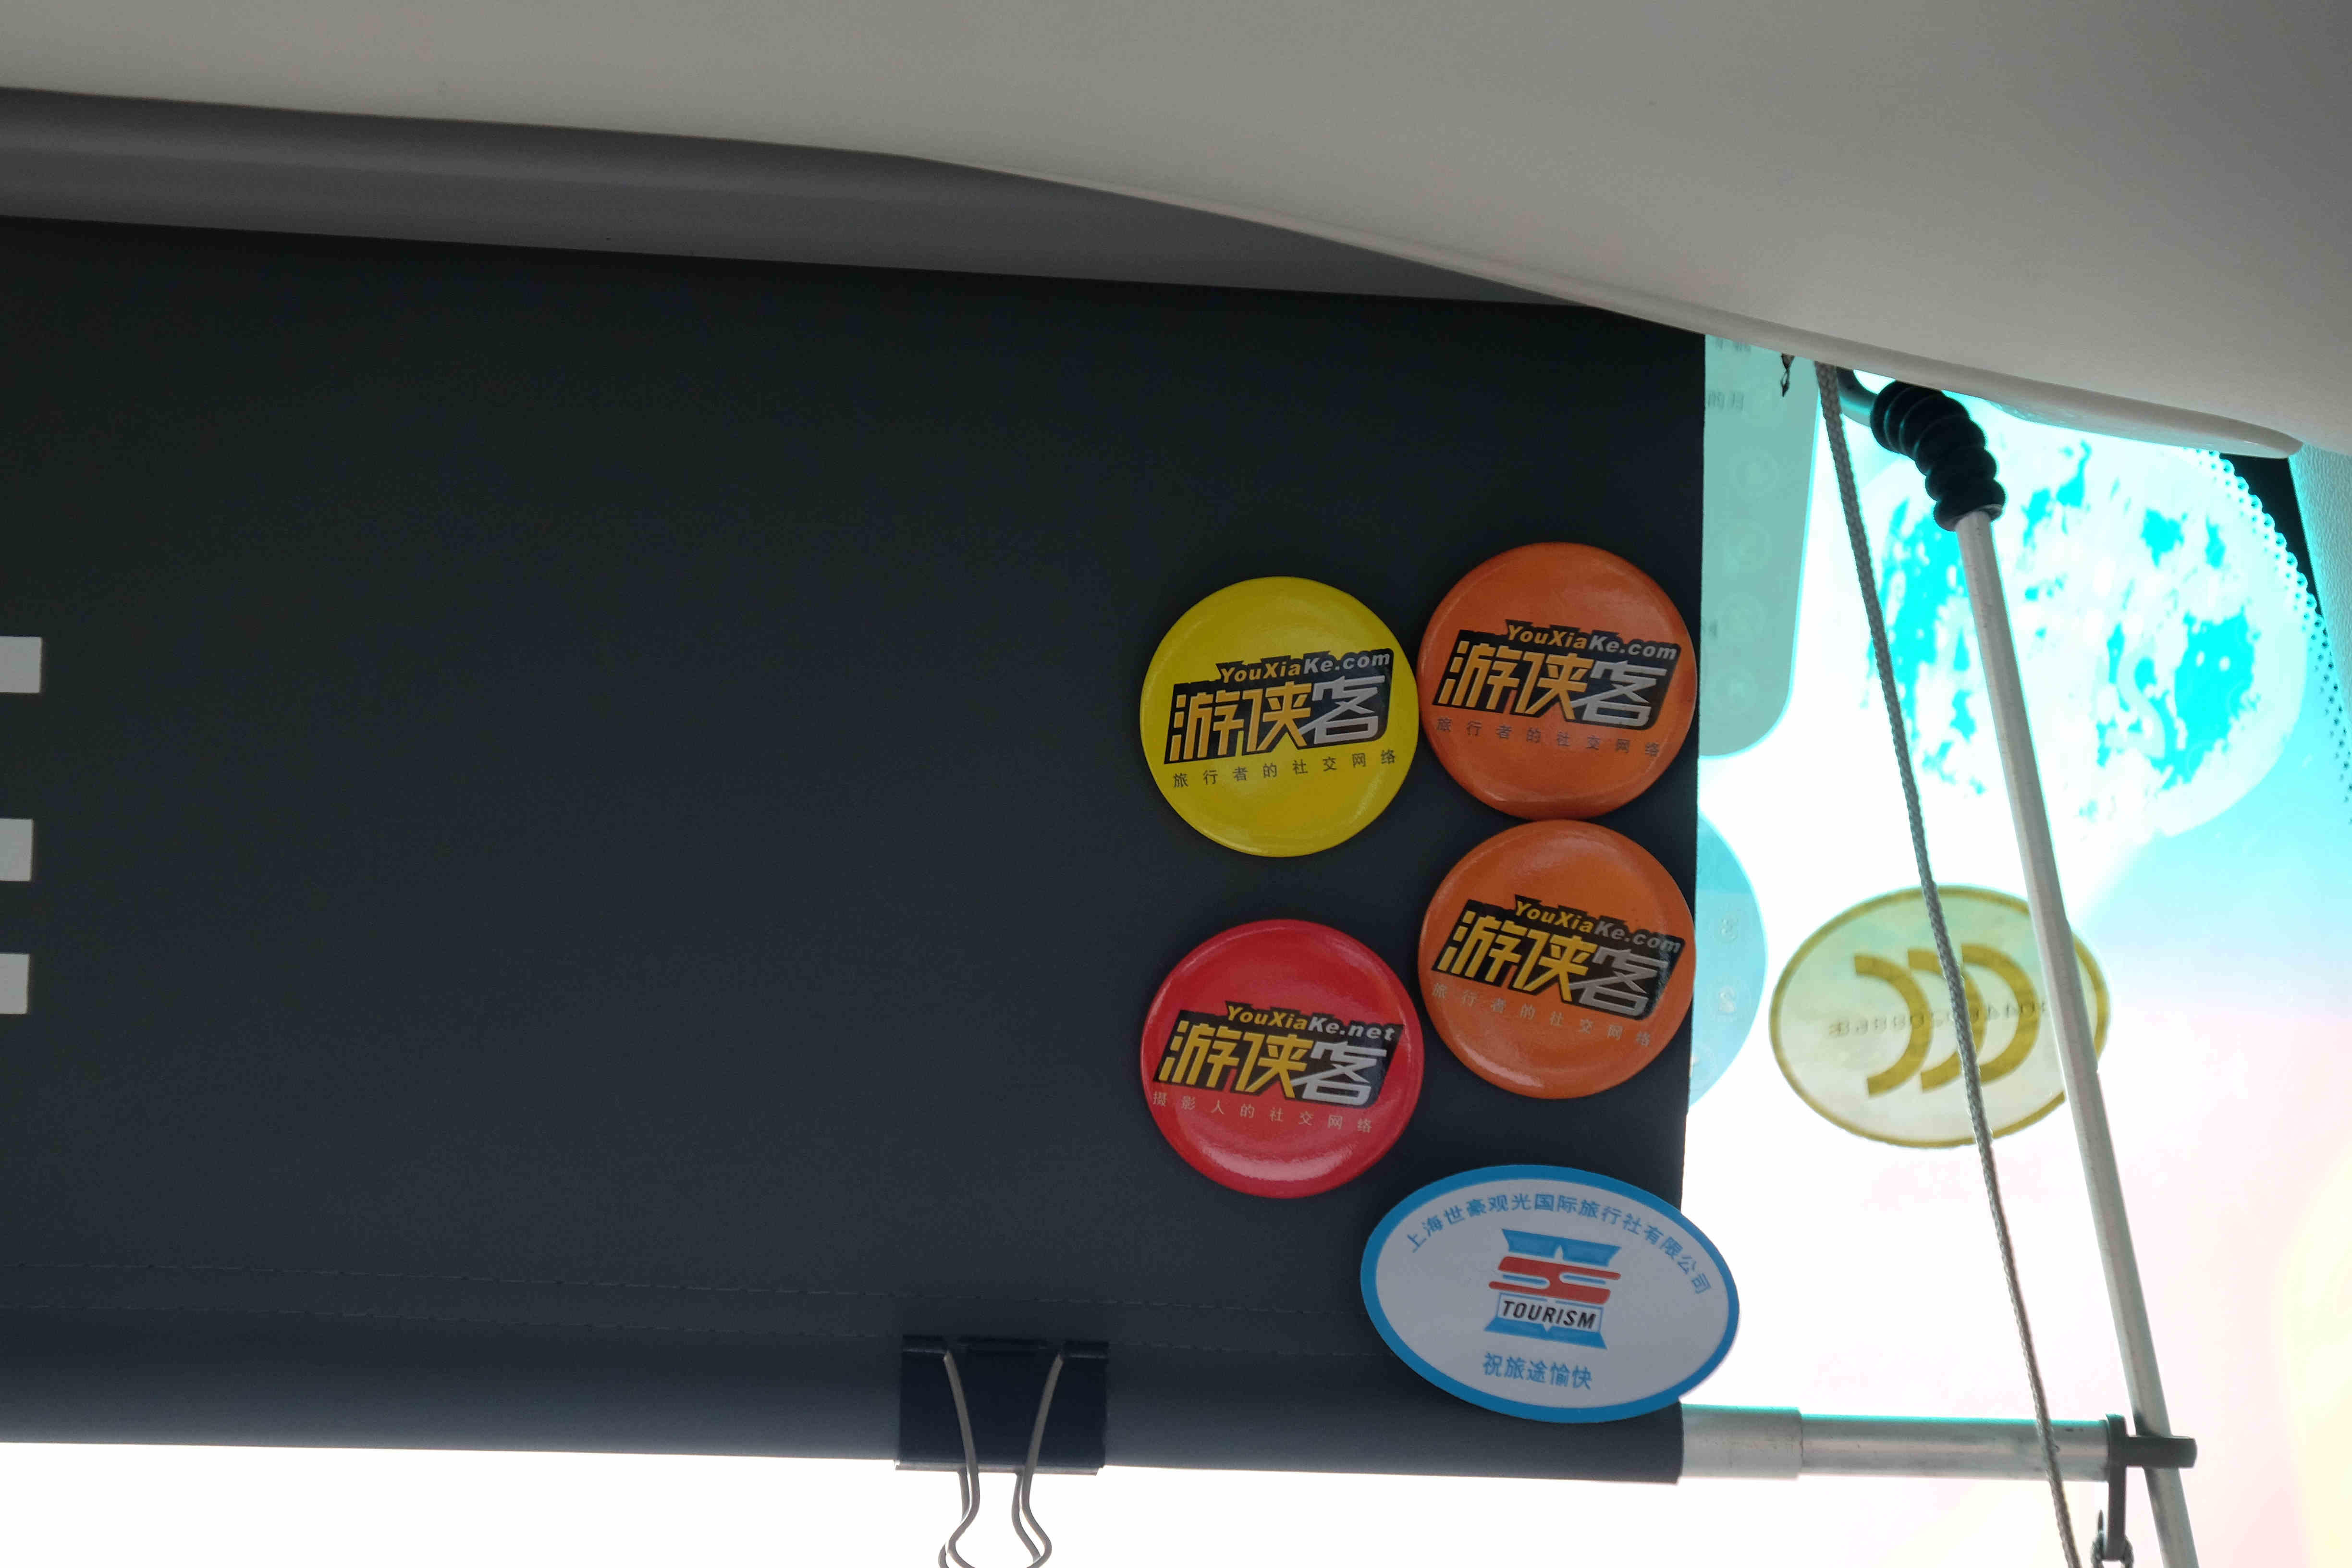 YouXiaKe.com
游侠客
旅行者的社交网络
YouXiaKe.com
游侠客
旅行者的社交网络
YouXiaKe.com
游侠客
旅行者的社交网络
YouXiaKe.net
游侠客
摄影人的社交网络
上海世豪观光国际旅行社有限公司
TOURISM
祝旅途愉快